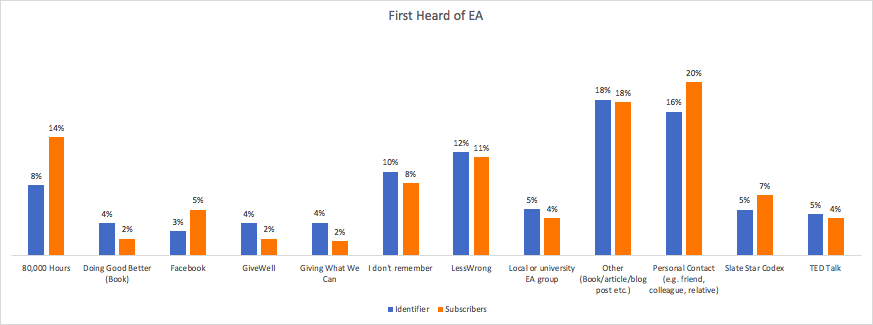 First Heard of EA
8%
14%
4%
2%
3%
5%
4%
2%
4%
2%
10%
8%
12%
11%
5%
4%
18%
18%
16%
20%
5%
7%
5%
4%
80,000 Hours
Doing Good Better
(Book)
Facebook
GiveWell
Giving What We
Can
I don't remember
LessWrong
Local or university
EA group
Other
(Book/article/blog
post etc.)
Personal Contact
(e.g. friend,
colleague, relative)
Slate Star Codex
TED Talk
Identifier
Subscribers